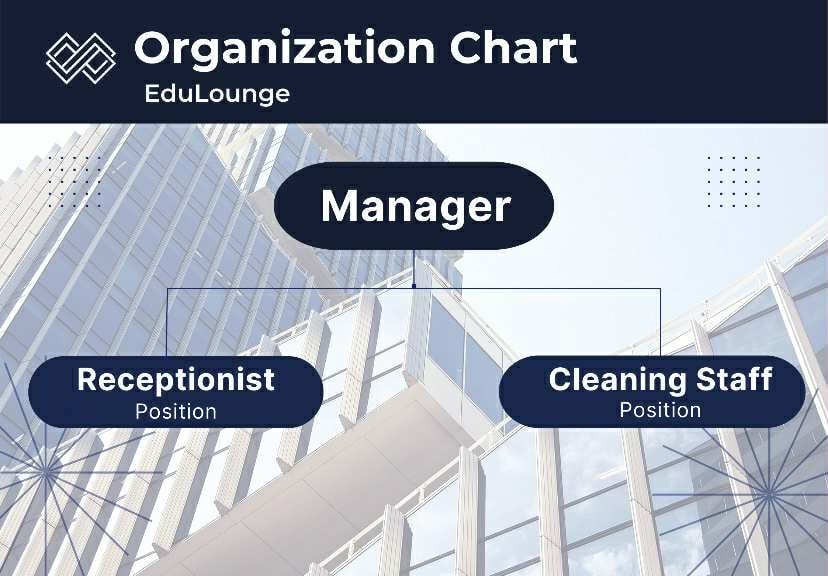 Organization Chart
EduLounge
Manager
Receptionist
Position
Cleaning Staff
Position